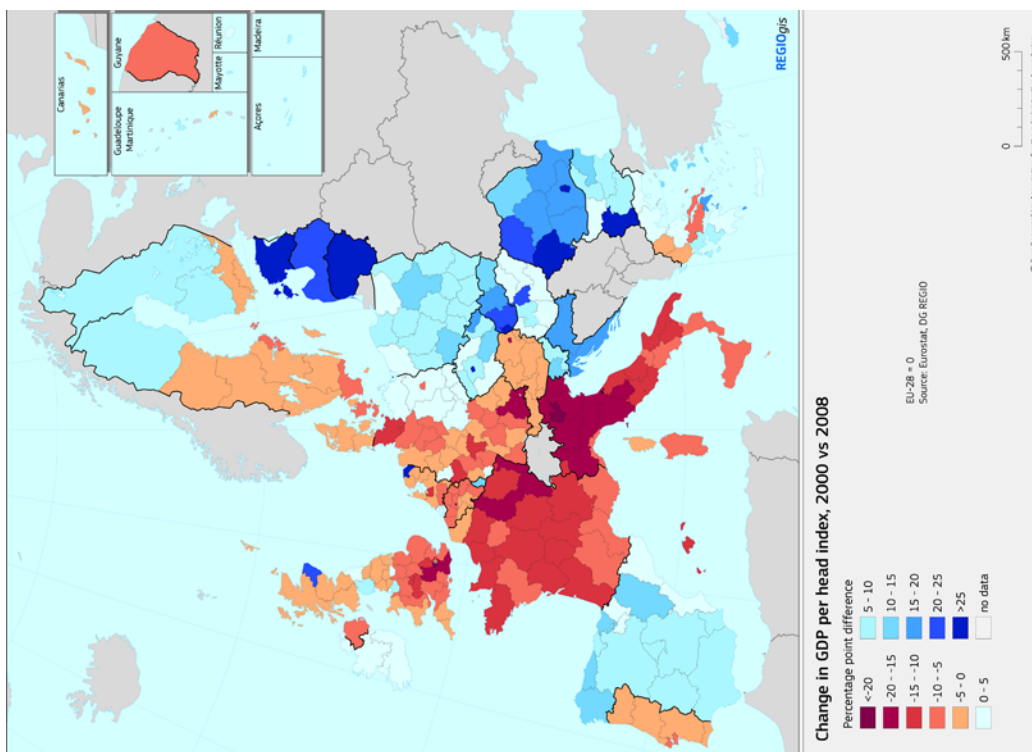 Canarias
Guadeloupe
Martinique
Guyane
Mayotte
Réunion
Açores
Madeira
REGIOgis
Change in GDP per head index, 2000 vs 2008
Percentage point difference
<-20
-20 - -15
-15 - -10
-10 - -5
-5 - 0
0 - 5
5 - 10
10 - 15
15 - 20
20 - 25
>25
no data
EU-28 = 0
Source: Eurostat, DG REGIO
0
500 km